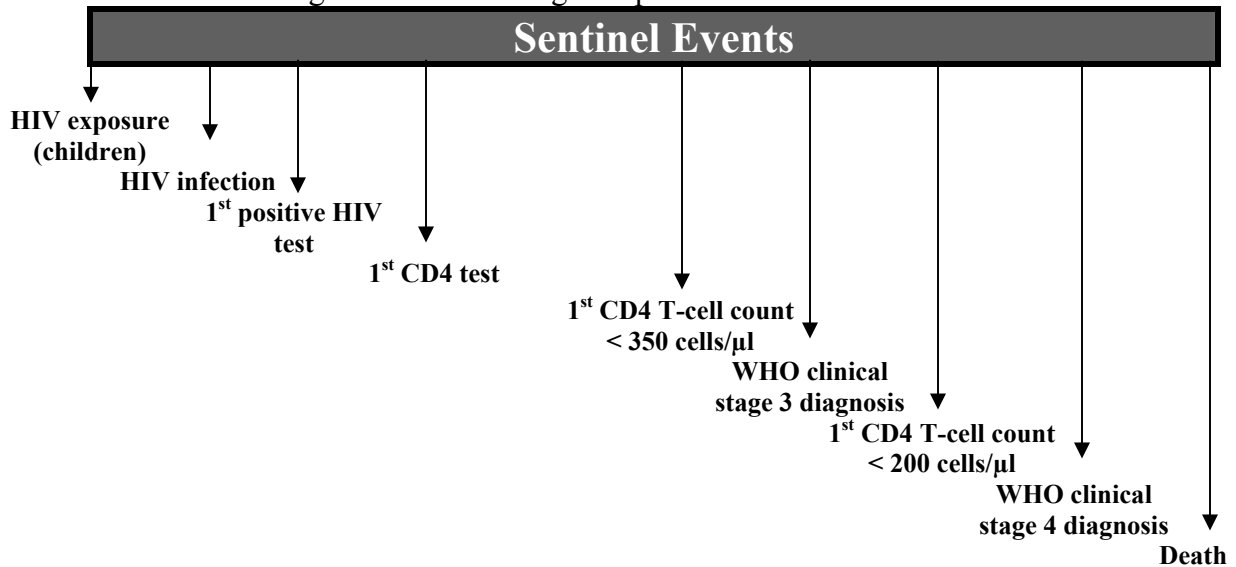 Sentinel Events
HIV exposure
(children)
HIV infection
1st positive HIV
test
1st CD4 test
1st CD4 T-cell count
< 350 cells/µl
WHO clinical
stage 3 diagnosis
1st CD4 T-cell count
< 200 cells/µl
WHO clinical
stage 4 diagnosis
Death